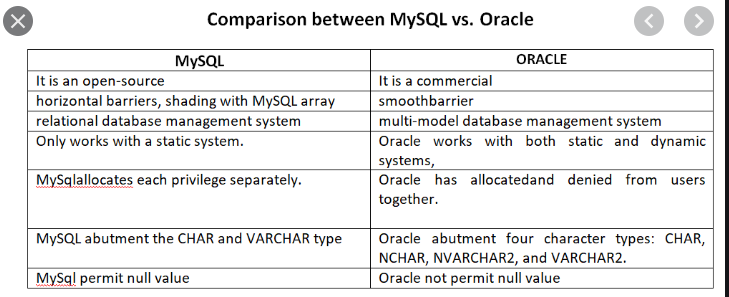 Comparison between MySQL vs. Oracle
MySQL
ORACLE
It is an open-source
It is a commercial
horizontal barriers, shading with MySQL array
smoothbarrier
relational database management system
multi-model database management system
Only works with a static system.
Oracle works with both static and dynamic
systems,
MySqlallocates each privilege separately.
Oracle has allocatedand denied from users
together.
MySQL abutment the CHAR and VARCHAR type
Oracle abutment four character types: CHAR,
NCHAR, NVARCHAR2, and VARCHAR2.
MySql permit null value
Oracle not permit null value